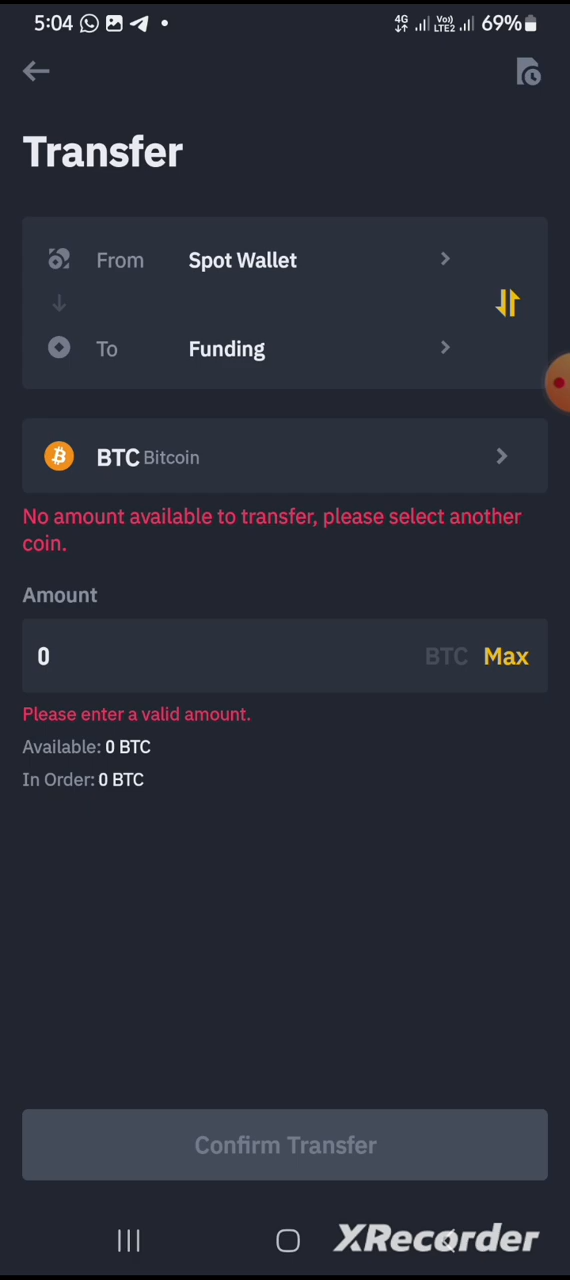 5:04 4G Vo)) LTE2 69%
Transfer
From Spot Wallet
To Funding
BTC Bitcoin
No amount available to transfer, please select another
coin.
Amount
0 BTC Max
Please enter a valid amount.
Available: 0 BTC
In Order: 0 BTC
Confirm Transfer
XRecorder